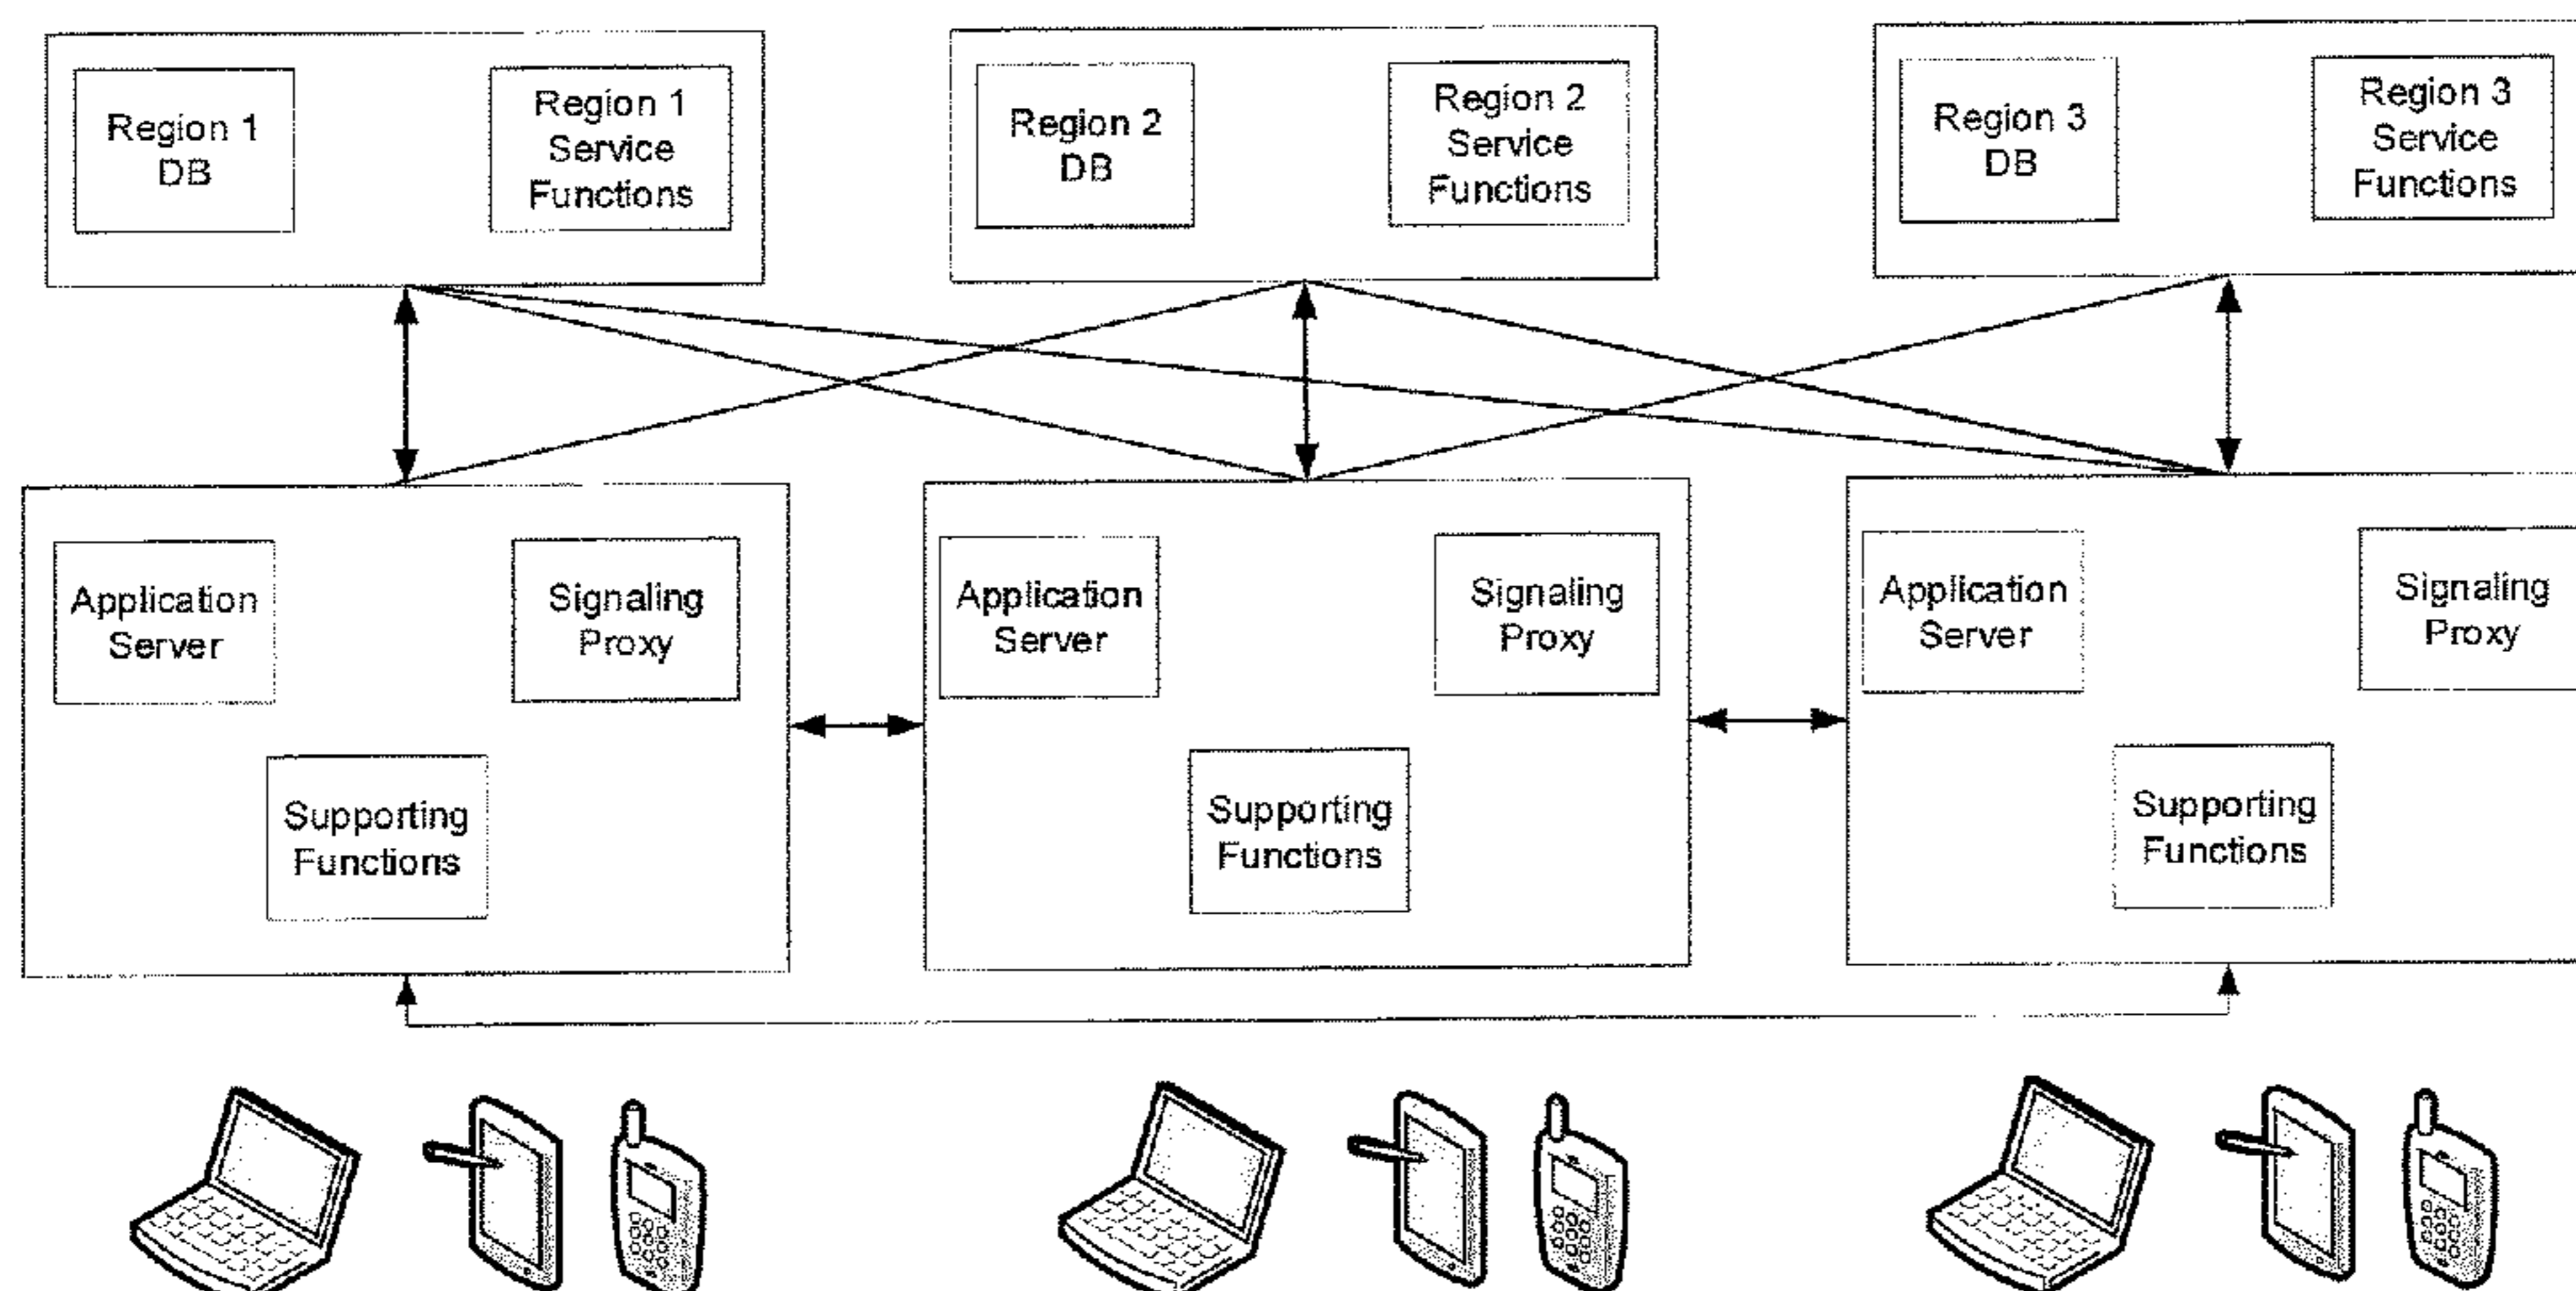 Region 1
DB
Region 1
Service
Functions
Region 2
DB
Region 2
Service
Functions
Region 3
DB
Region 3
Service
Functions
Application
Server
Signaling
Proxy
Supporting
Functions
Application
Server
Signaling
Proxy
Supporting
Functions
Application
Server
Signaling
Proxy
Supporting
Functions